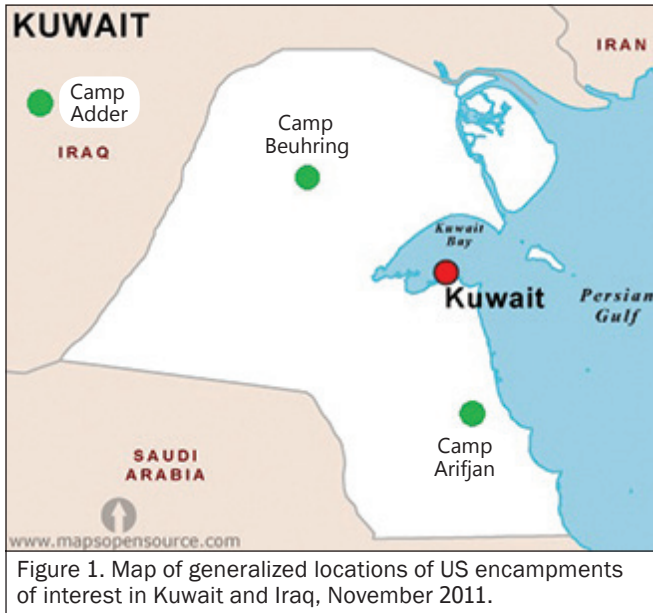 KUWAIT
IRAN
Camp
Adder
IRAQ
Camp
Beuhring
Kuwait
Bay
Kuwait
Persian
Gulf
Camp
Arifjan
SAUDI
ARABIA
www.mapsopensource.com
Figure 1. Map of generalized locations of US encampments
of interest in Kuwait and Iraq, November 2011.